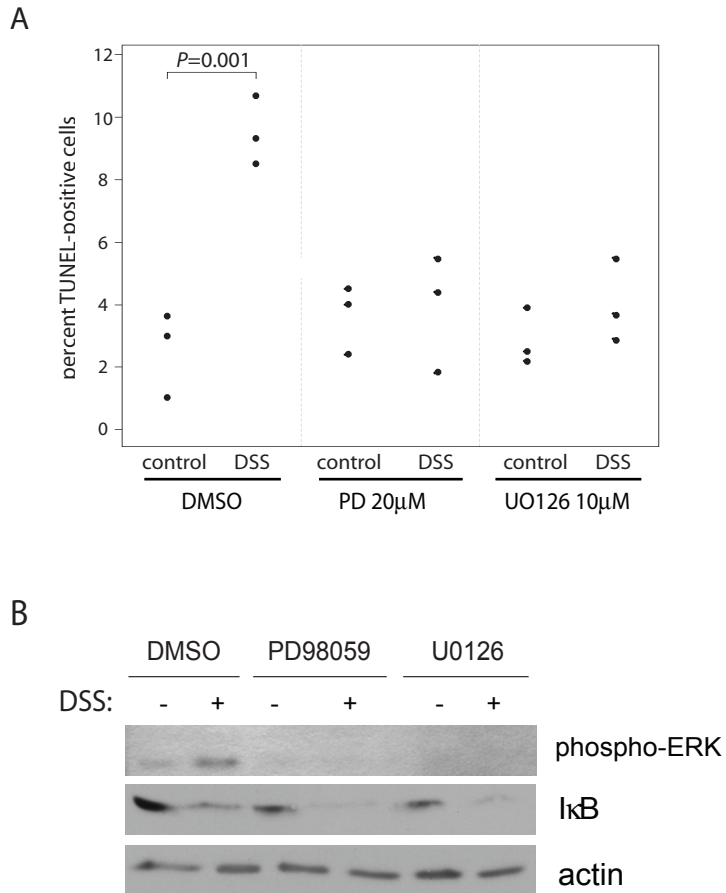 A
P=0.001
percent TUNEL-positive cells
12
10
8
6
4
2
0
control DSS control DSS control DSS
DMSO PD 20μM UO126 10μM
B
DMSO PD98059 U0126
DSS: - + - + - +
phospho-ERK
IκB
actin